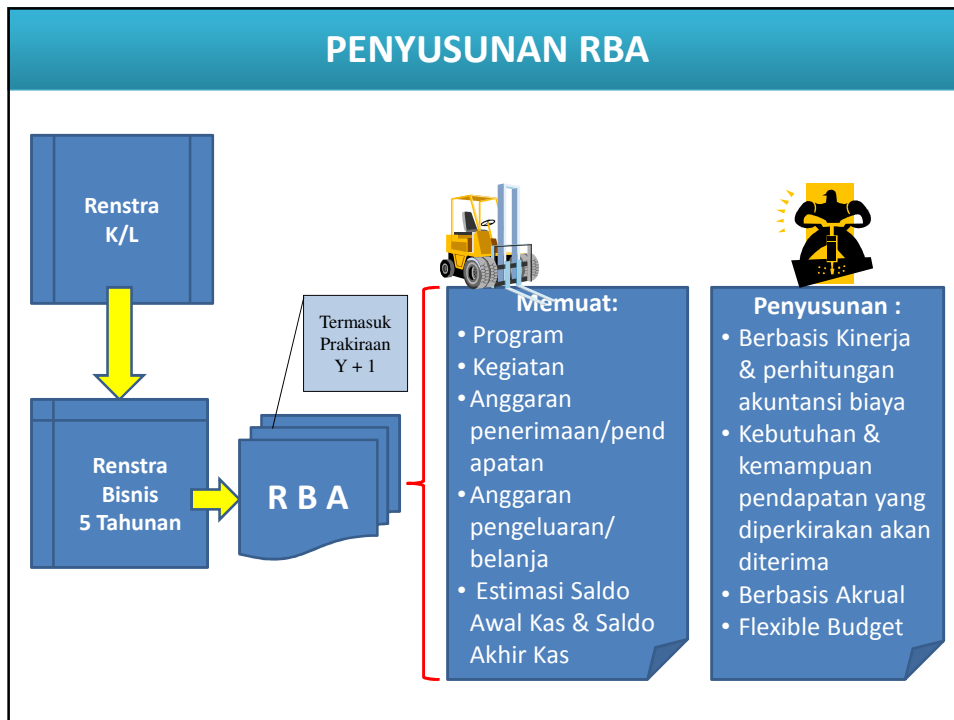 PENYUSUNAN RBA
Renstra
K/L
Renstra
Bisnis
5 Tahunan
Termasuk
Prakiraan
Y + 1
R B A
Memuat:
• Program
• Kegiatan
• Anggaran
penerimaan/pend
apatan
• Anggaran
pengeluaran/
belanja
• Estimasi Saldo
Awal Kas & Saldo
Akhir Kas
Penyusunan :
• Berbasis Kinerja
& perhitungan
akuntansi biaya
• Kebutuhan &
kemampuan
pendapatan yang
diperkirakan akan
diterima
• Berbasis Akrual
• Flexible Budget